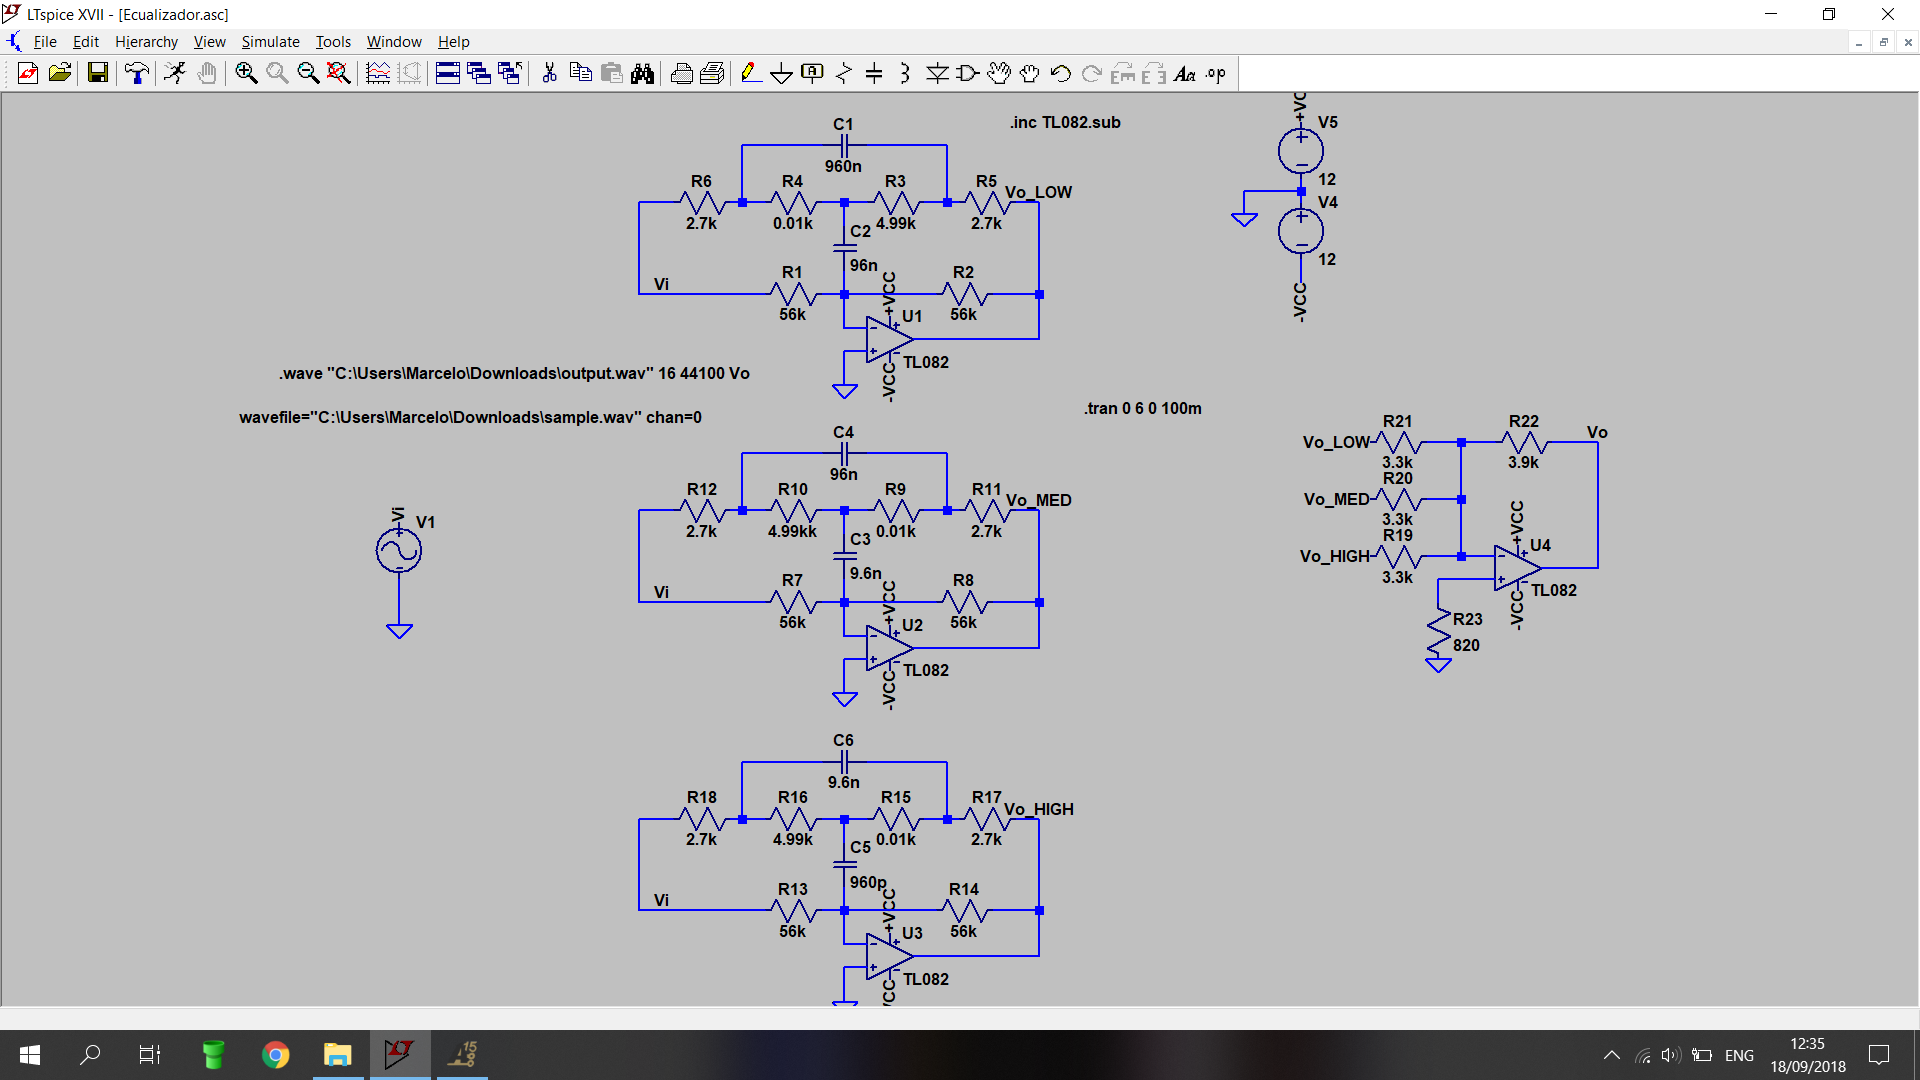 LTspice XVII - [Ecualizador.asc]
File Edit Hierarchy View Simulate Tools Window Help
.op
C1
960n
R6
2.7k
R4
0.01k
R3
4.99k
R5
2.7k
Vo_LOW
C2
96n
Vi
R1
56k
R2
56k
+VCC
U1
TL082
-VCC
.inc TL082.sub
+VC
V5
12
V4
12
-VCC
.wave "C:\Users\Marcelo\Downloads\output.wav" 16 44100 Vo
wavefile="C:\Users\Marcelo\Downloads\sample.wav" chan=0
.tran 0 6 0 100m
Vi
V1
C4
96n
R12
2.7k
R10
4.99kk
R9
0.01k
R11
2.7k
Vo_MED
C3
9.6n
Vi
R7
56k
R8
56k
+VCC
U2
TL082
-VCC
Vo_LOW
R21
3.3k
Vo_MED
R20
3.3k
Vo_HIGH
R19
3.3k
R22
3.9k
Vo
+VCC
U4
TL082
-VCC
R23
820
C6
9.6n
R18
2.7k
R16
4.99k
R15
0.01k
R17
2.7k
Vo_HIGH
C5
960p
Vi
R13
56k
R14
56k
+VCC
U3
TL082
VCC
15
ENG
12:35
18/09/2018